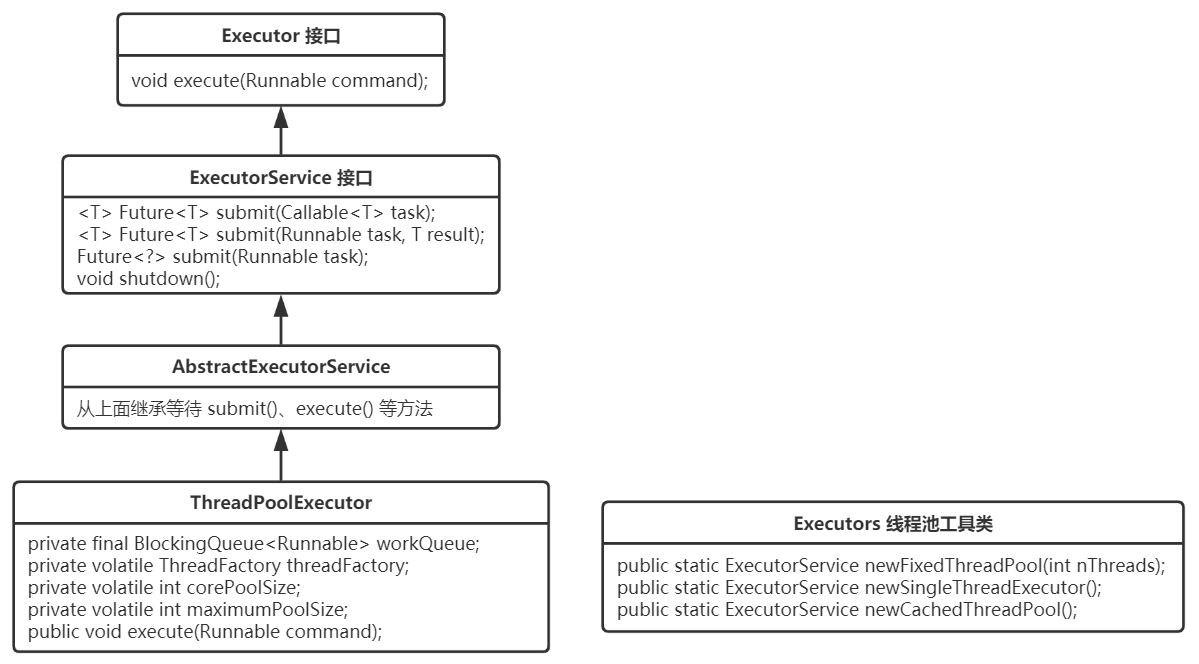 Executor 接口
void execute(Runnable command);
ExecutorService 接口
<T> Future<T> submit(Callable<T> task);
<T> Future<T> submit(Runnable task, T result);
Future<?> submit(Runnable task);
void shutdown();
AbstractExecutorService
从上面继承等待 submit()、execute() 等方法
ThreadPoolExecutor
private final BlockingQueue<Runnable> workQueue;
private volatile ThreadFactory threadFactory;
private volatile int corePoolSize;
private volatile int maximumPoolSize;
public void execute(Runnable command);
Executors 线程池工具类
public static ExecutorService newFixedThreadPool(int nThreads);
public static ExecutorService newSingleThreadExecutor();
public static ExecutorService newCachedThreadPool();